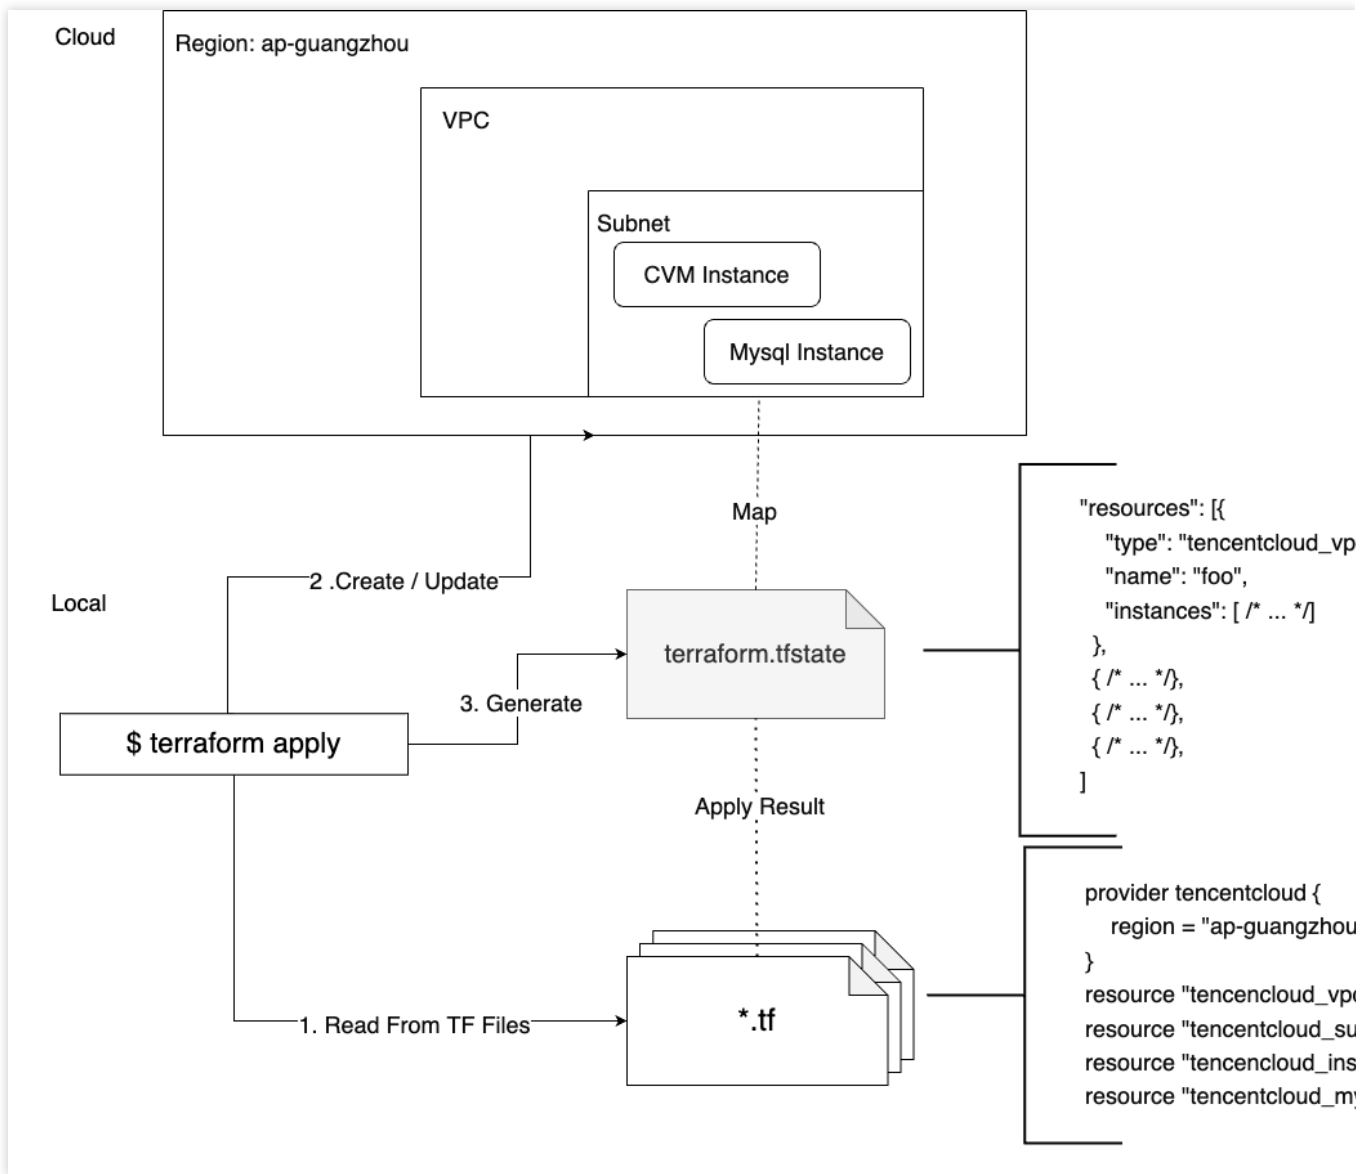 Cloud
Region: ap-guangzhou
VPC
Subnet
CVM Instance
Mysql Instance
Map
2 .Create / Update
Local
terraform.tfstate
3. Generate
$ terraform apply
Apply Result
1. Read From TF Files
*.tf
"resources": [{
"type": "tencentcloud_vp
"name": "foo",
"instances": [ /* ... */]
},
{ /* ... */},
{ /* ... */},
{ /* ... */},
]
provider tencentcloud {
region = "ap-guangzhou
}
resource "tencencloud_vpc
resource "tencentcloud_su
resource "tencencloud_ins
resource "tencentcloud_my